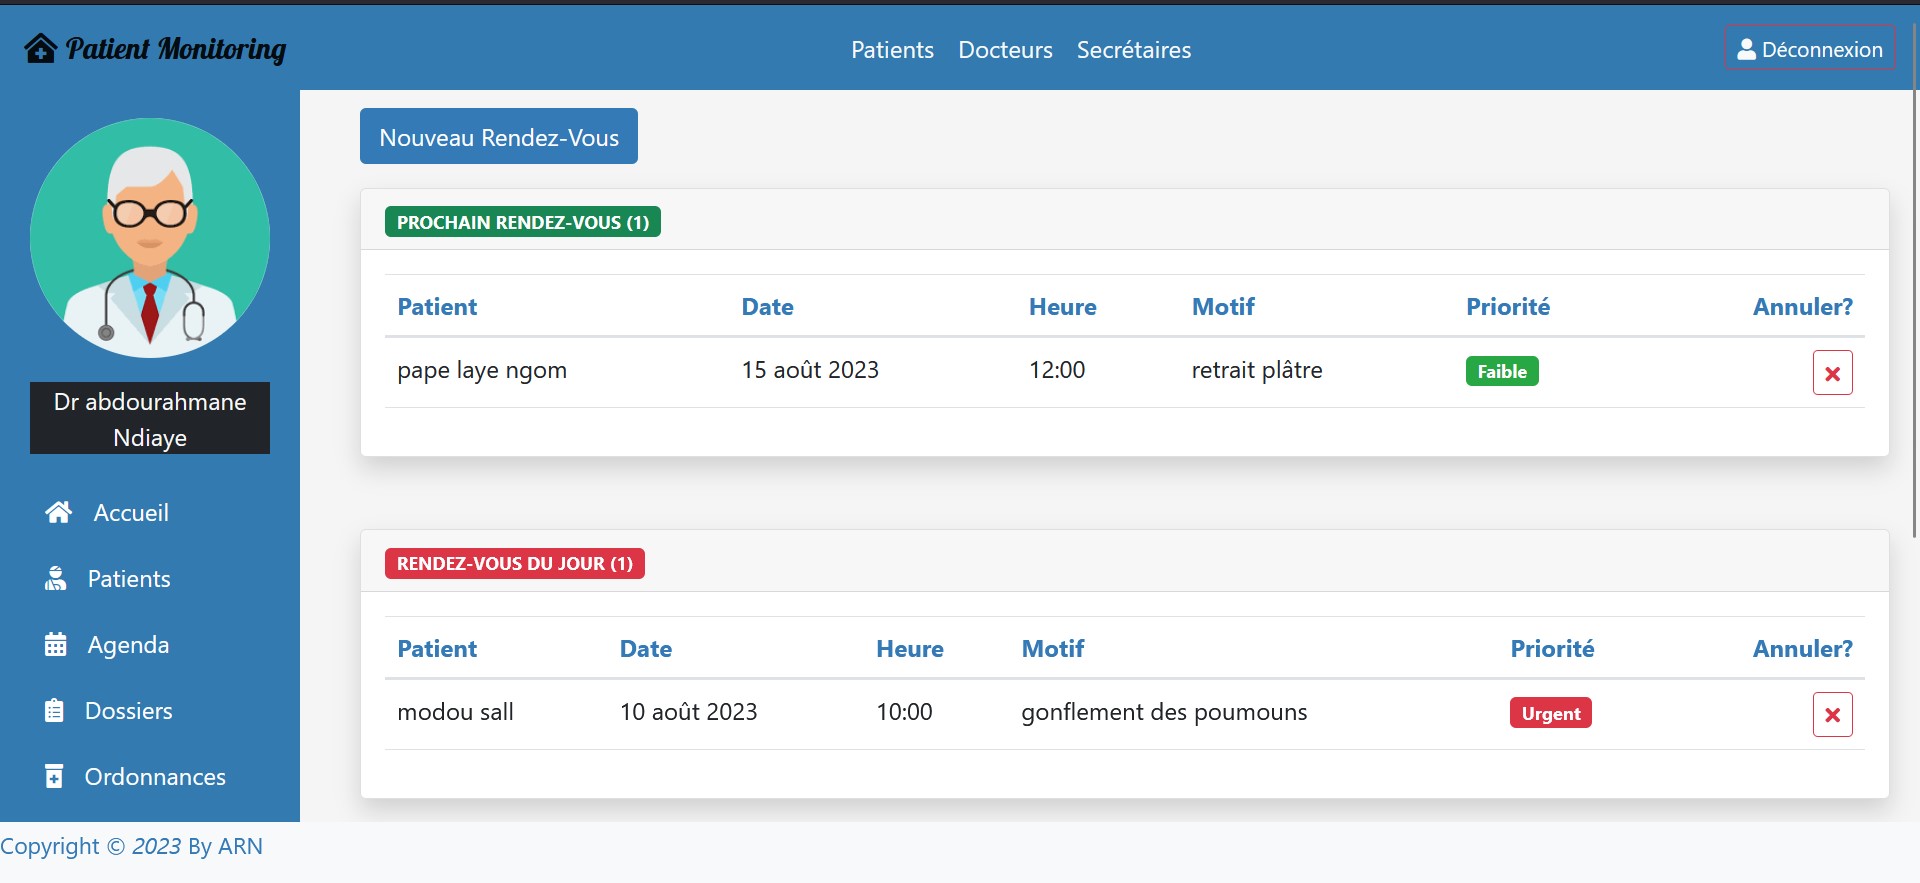 Patient Monitoring
Patients Docteurs Secrétaires
Déconnexion
Dr abdourahmane
Ndiaye
Accueil
Patients
Agenda
Dossiers
Ordonnances
Nouveau Rendez-Vous
PROCHAIN RENDEZ-VOUS (1)
Patient Date Heure Motif Priorité Annuler?
pape laye ngom 15 août 2023 12:00 retrait plâtre Faible
RENDEZ-VOUS DU JOUR (1)
Patient Date Heure Motif Priorité Annuler?
modou sall 10 août 2023 10:00 gonflement des poumouns Urgent
Copyright © 2023 By ARN